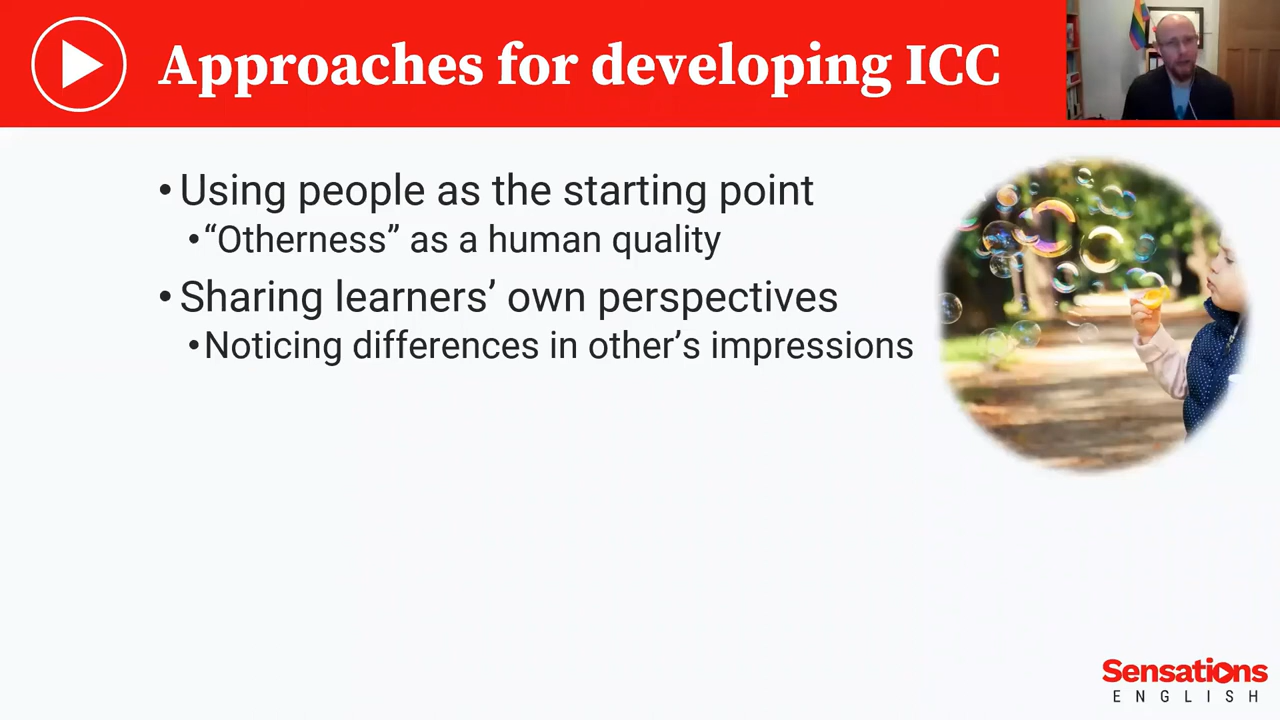 Approaches for developing ICC
• Using people as the starting point
• “Otherness” as a human quality
• Sharing learners’ own perspectives
• Noticing differences in other’s impressions
Sensations
ENGLISH